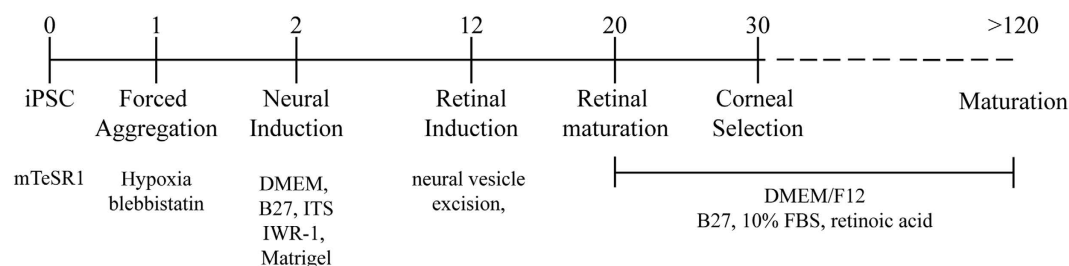 0 1 2 12 20 30 >120
iPSC Forced Neural Retinal Retinal Corneal Maturation
Aggregation Induction Induction maturation Selection
mTeSR1 Hypoxia DMEM, neural vesicle
blebbistatin B27, ITS excision,
IWR-1,
Matrigel
DMEM/F12
B27, 10% FBS, retinoic acid